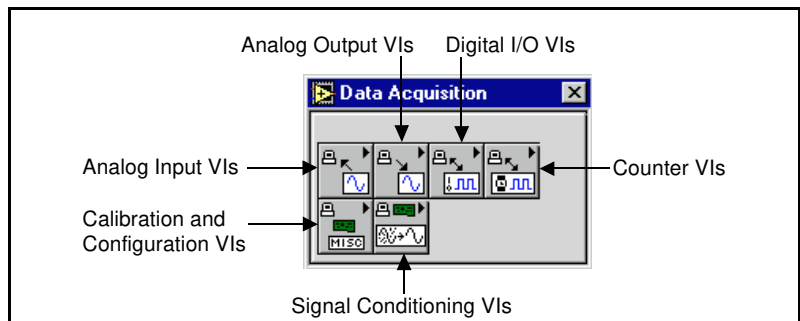 Analog Output VIs
Digital I/O VIs
Data Acquisition
Analog Input VIs
Counter VIs
Calibration and
Configuration VIs
MISC
Signal Conditioning VIs